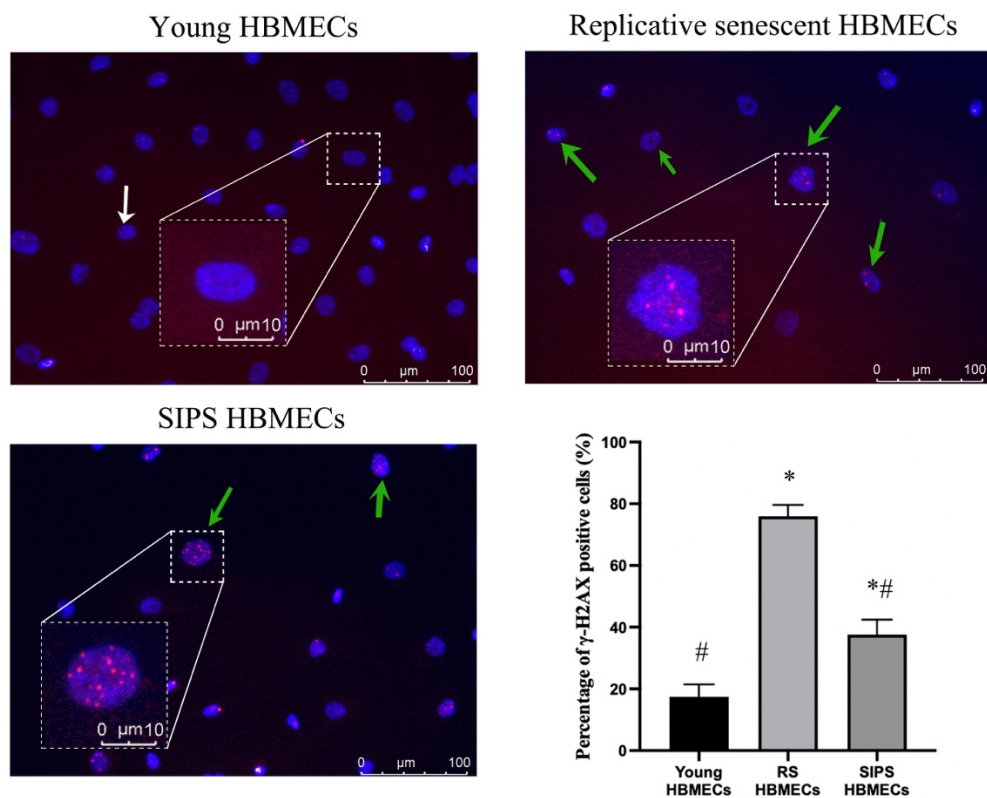 Young HBMECs
0 µm10
0 µm 100
Replicative senescent HBMECs
0 µm10
0 µm 100
SIPS HBMECs
0 µm10
0 µm 100
Percentage of γ-H2AX positive cells (%)
100
80
60
40
20
0
#
*
*#
Young
HBMECs
RS
HBMECs
SIPS
HBMECs